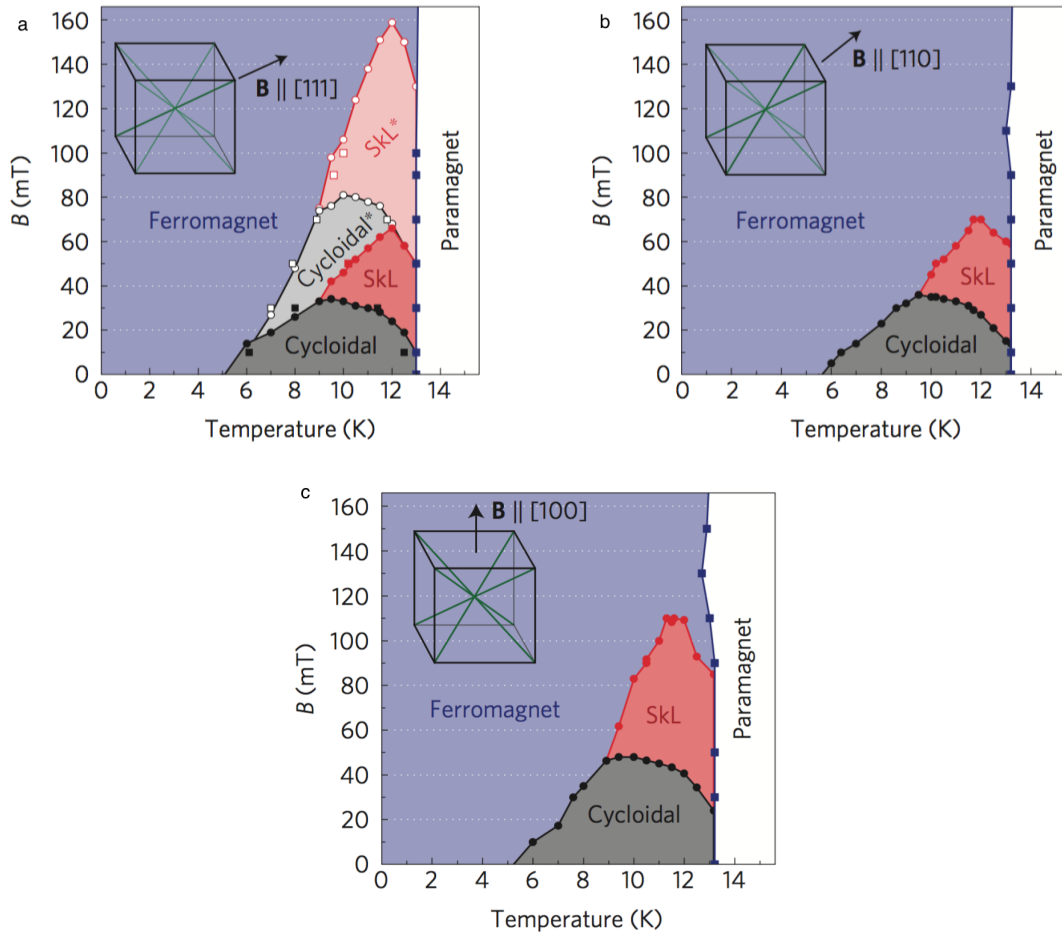 a
160
140
120
100
80
60
40
20
0
B (mT)
B || [111]
SkL*
Ferromagnet
Cycloidal*
SkL
Cycloidal
Paramagnet
0 2 4 6 8 10 12 14
Temperature (K)
b
160
140
120
100
80
60
40
20
0
B (mT)
B || [110]
Ferromagnet
SkL
Cycloidal
Paramagnet
0 2 4 6 8 10 12 14
Temperature (K)
c
160
140
120
100
80
60
40
20
0
B (mT)
B || [100]
Ferromagnet
SkL
Cycloidal
Paramagnet
0 2 4 6 8 10 12 14
Temperature (K)